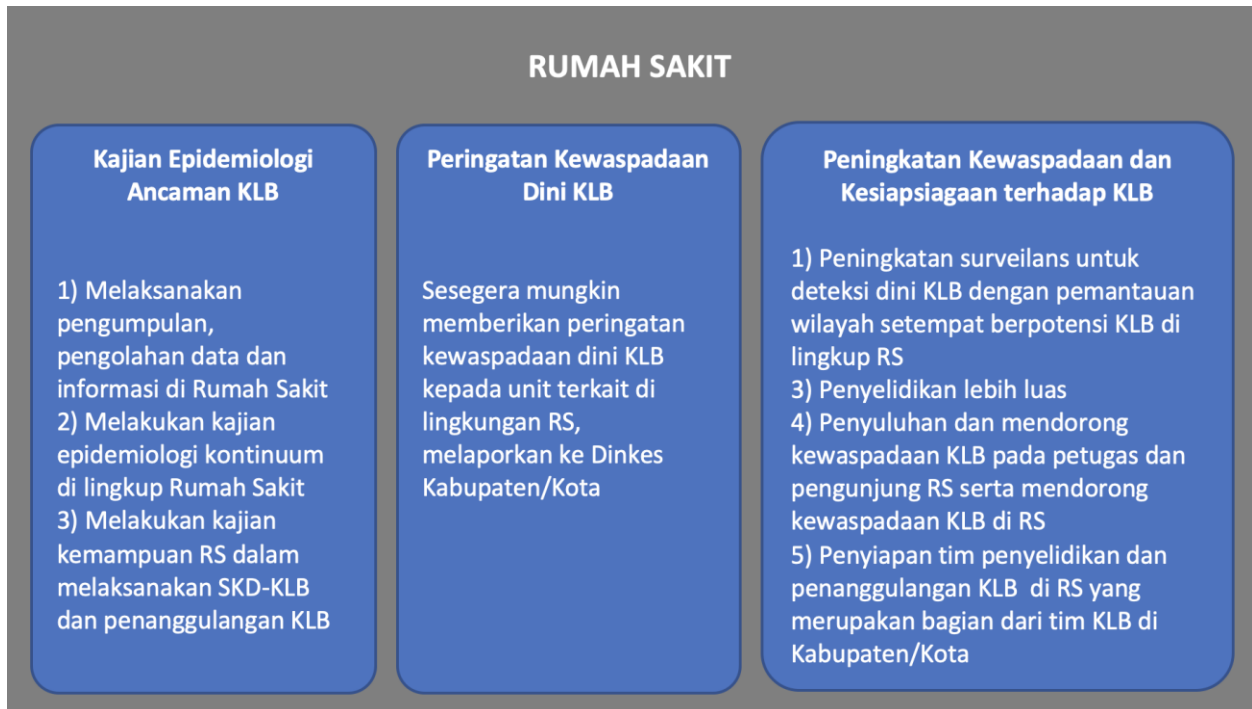 RUMAH SAKIT
Kajian Epidemiologi
Ancaman KLB
1) Melaksanakan
pengumpulan,
pengolahan data dan
informasi di Rumah Sakit
2) Melakukan kajian
epidemiologi kontinuum
di lingkup Rumah Sakit
3) Melakukan kajian
kemampuan RS dalam
melaksanakan SKD-KLB
dan penanggulangan KLB
Peringatan Kewaspadaan
Dini KLB
Sesegera mungkin
memberikan peringatan
kewaspadaan dini KLB
kepada unit terkait di
lingkungan RS,
melaporkan ke Dinkes
Kabupaten/Kota
Peningkatan Kewaspadaan dan
Kesiapsiagaan terhadap KLB
1) Peningkatan surveilans untuk
deteksi dini KLB dengan pemantauan
wilayah setempat berpotensi KLB di
lingkup RS
3) Penyelidikan lebih luas
4) Penyuluhan dan mendorong
kewaspadaan KLB pada petugas dan
pengunjung RS serta mendorong
kewaspadaan KLB di RS
5) Penyiapan tim penyelidikan dan
penanggulangan KLB  di RS yang
merupakan bagian dari tim KLB di
Kabupaten/Kota